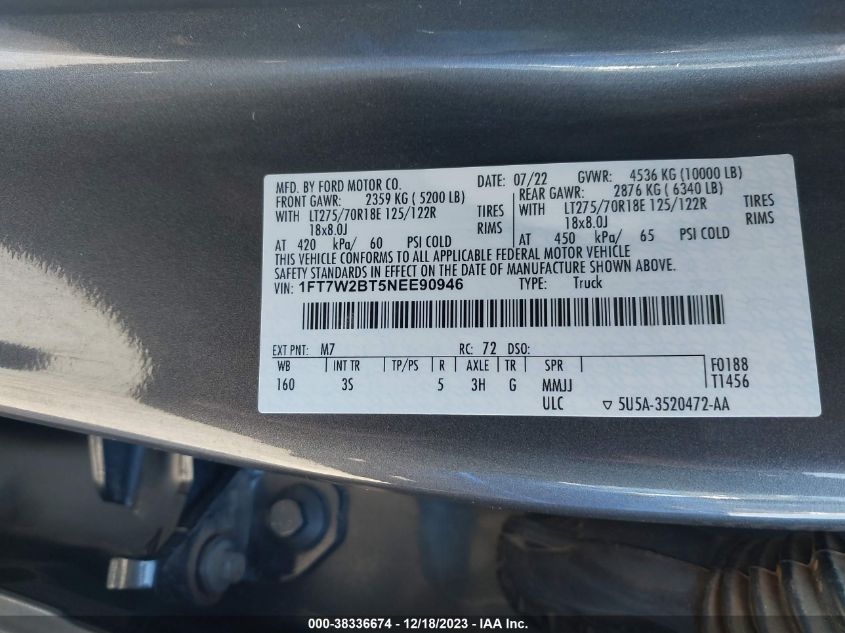 MFD. BY FORD MOTOR CO. DATE: 07/22 GVWR: 4536 KG (10000 LB)
FRONT GAWR: 2359 KG ( 5200 LB) REAR GAWR: 2876 KG ( 6340 LB)
WITH LT275/70R18E 125/122R TIRES WITH LT275/70R18E 125/122R TIRES
18x8.0J RIMS 18x8.0J RIMS
AT 420 kPa/ 60 PSI COLD AT 450 kPa/ 65 PSI COLD
THIS VEHICLE CONFORMS TO ALL APPLICABLE FEDERAL MOTOR VEHICLE
SAFETY STANDARDS IN EFFECT ON THE DATE OF MANUFACTURE SHOWN ABOVE.
VIN: 1FT7W2BT5NEE90946 TYPE: Truck
EXT PNT: M7 RC: 72 DSO:
WB INT TR TP/PS R AXLE TR SPR F0188
160 3S 5 3H G MMJJ T1456
ULC ▽ 5U5A-3520472-AA
000-38336674 / 12/18/2023 / IMPACT AUTO AUCTIONS INC.